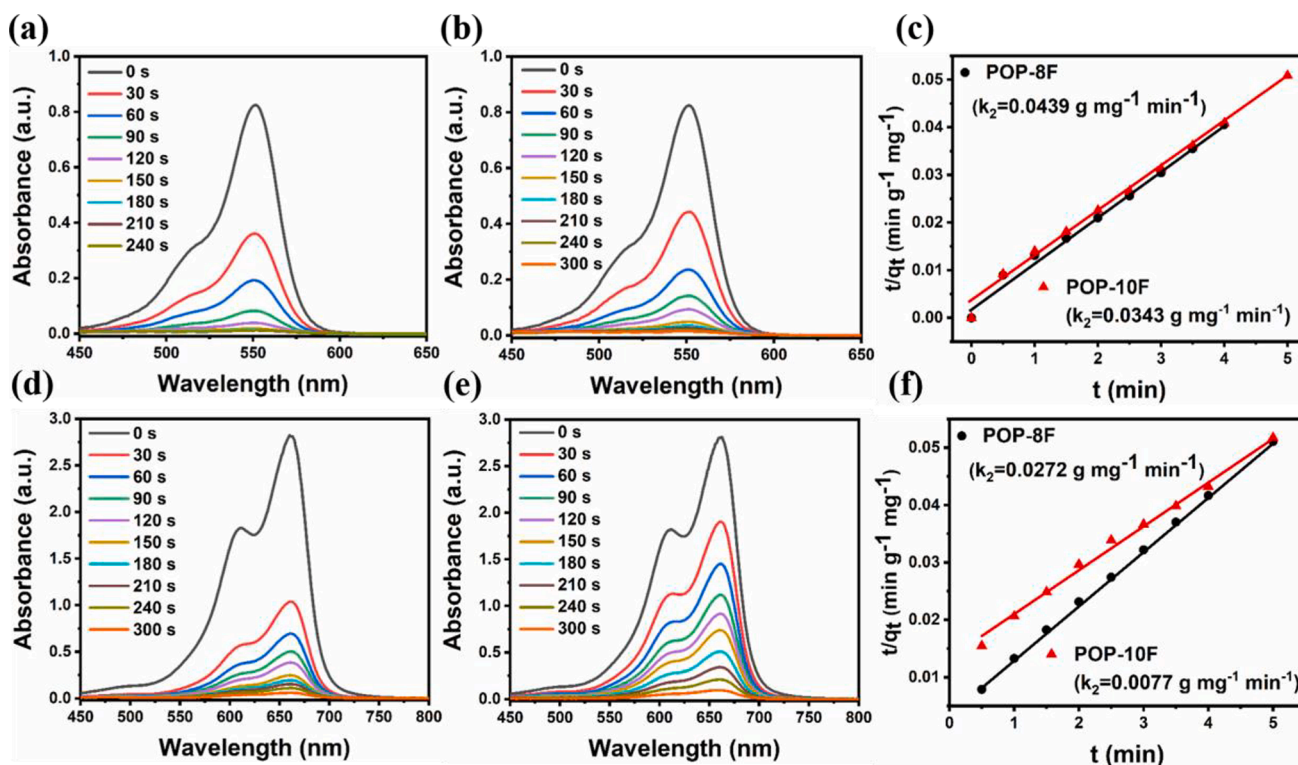 (a)
Absorbance (a.u.)
1.0
0.8
0.6
0.4
0.2
0.0
0 s
30 s
60 s
90 s
120 s
150 s
180 s
210 s
240 s
450 500 550 600 650
Wavelength (nm)
(b)
Absorbance (a.u.)
1.0
0.8
0.6
0.4
0.2
0.0
0 s
30 s
60 s
90 s
120 s
150 s
180 s
210 s
240 s
300 s
450 500 550 600 650
Wavelength (nm)
(c)
t/qt (min g⁻¹ mg⁻¹)
0.05
0.04
0.03
0.02
0.01
0.00
POP-8F
(k₂=0.0439 g mg⁻¹ min⁻¹)
POP-10F
(k₂=0.0343 g mg⁻¹ min⁻¹)
0 1 2 3 4 5
t (min)
(d)
Absorbance (a.u.)
3.0
2.5
2.0
1.5
1.0
0.5
0.0
0 s
30 s
60 s
90 s
120 s
150 s
180 s
210 s
240 s
300 s
450 500 550 600 650 700 750 800
Wavelength (nm)
(e)
Absorbance (a.u.)
3.0
2.5
2.0
1.5
1.0
0.5
0.0
0 s
30 s
60 s
90 s
120 s
150 s
180 s
210 s
240 s
300 s
450 500 550 600 650 700 750 800
Wavelength (nm)
(f)
t/qt (min g⁻¹ mg⁻¹)
0.05
0.04
0.03
0.02
0.01
POP-8F
(k₂=0.0272 g mg⁻¹ min⁻¹)
POP-10F
(k₂=0.0077 g mg⁻¹ min⁻¹)
1 2 3 4 5
t (min)